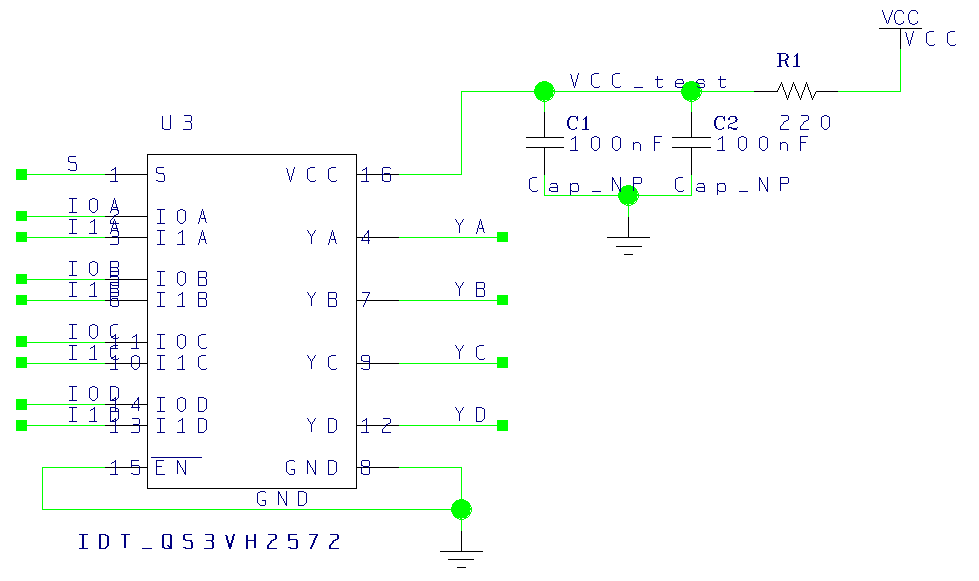 VCC
VCC
R1
VCC_test
U3
C1
C2
220
100nF
100nF
S
1
S
VCC
16
Cap_NP
Cap_NP
I0A
2
I0A
I1A
3
I1A
YA
4
YA
I0B
5
I0B
I1B
6
I1B
YB
7
YB
I0C
11
I0C
I1C
10
I1C
YC
9
YC
I0D
14
I0D
I1D
13
I1D
YD
12
YD
15
EN
GND
8
GND
IDT_QS3VH2572